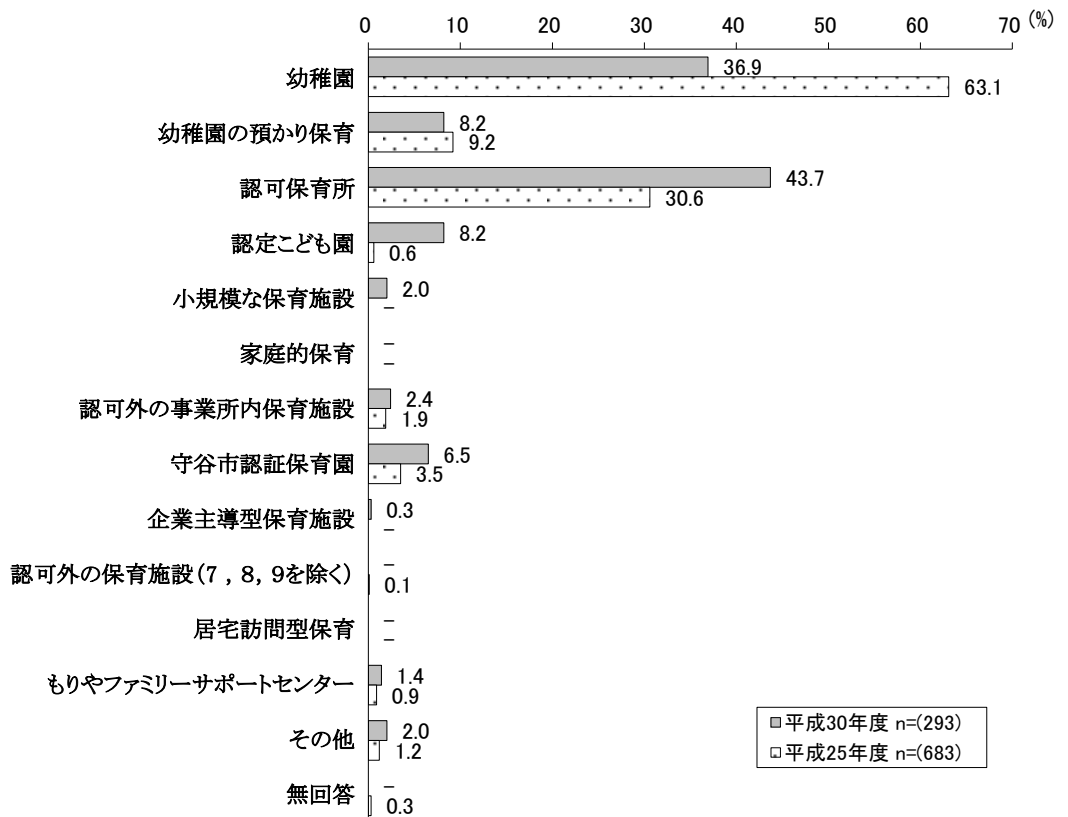 0 10 20 30 40 50 60 70 (%)
幼稚園 36.9
63.1
幼稚園の預かり保育 8.2
9.2
認可保育所 43.7
30.6
認定こども園 8.2
0.6
小規模な保育施設 2.0
–
家庭的保育 –
–
認可外の事業所内保育施設 2.4
1.9
守谷市認証保育園 6.5
3.5
企業主導型保育施設 0.3
–
認可外の保育施設（7，8，9を除く） –
0.1
居宅訪問型保育 –
–
もりやファミリーサポートセンター 1.4
0.9
その他 2.0
1.2
無回答 –
0.3
平成30年度 n=(293)
平成25年度 n=(683)